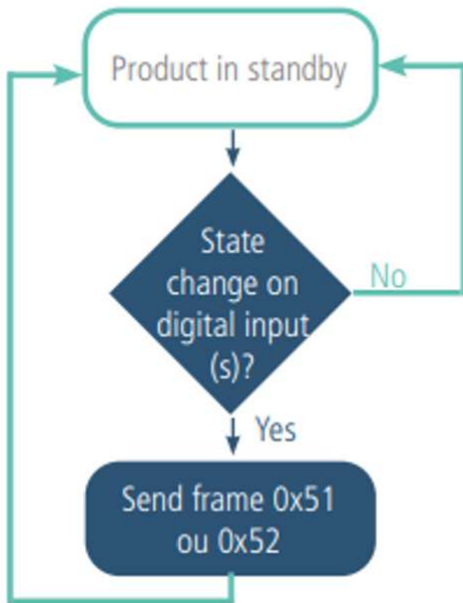 Product in standby
State
change on
digital input
(s)?
No
Yes
Send frame 0x51
ou 0x52